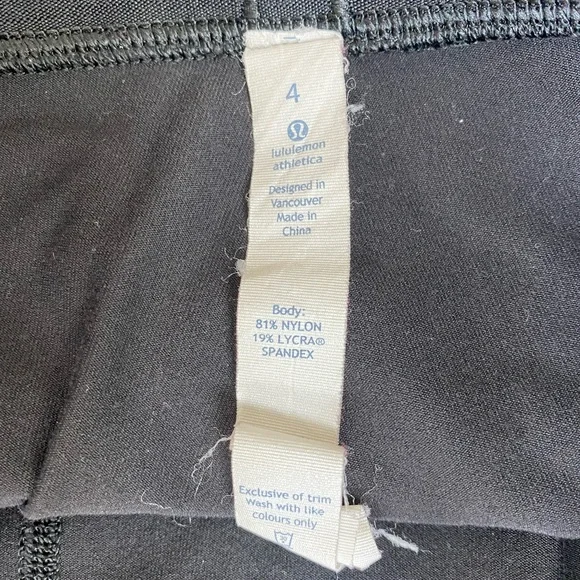 4
lululemon
athletica
Designed in
Vancouver
Made in
China
Body:
81% NYLON
19% LYCRA®
SPANDEX
Exclusive of trim
Wash with like
colours only